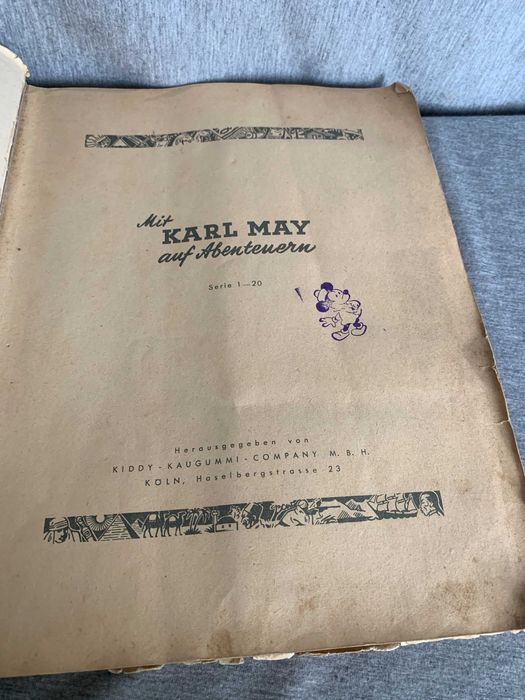 Mit
KARL MAY
auf Abenteuern
Serie 1—20
Herausgegeben von
KIDDY-KAUGUMMI-COMPANY M. B. H.
KÖLN, Haselbergstrasse 23